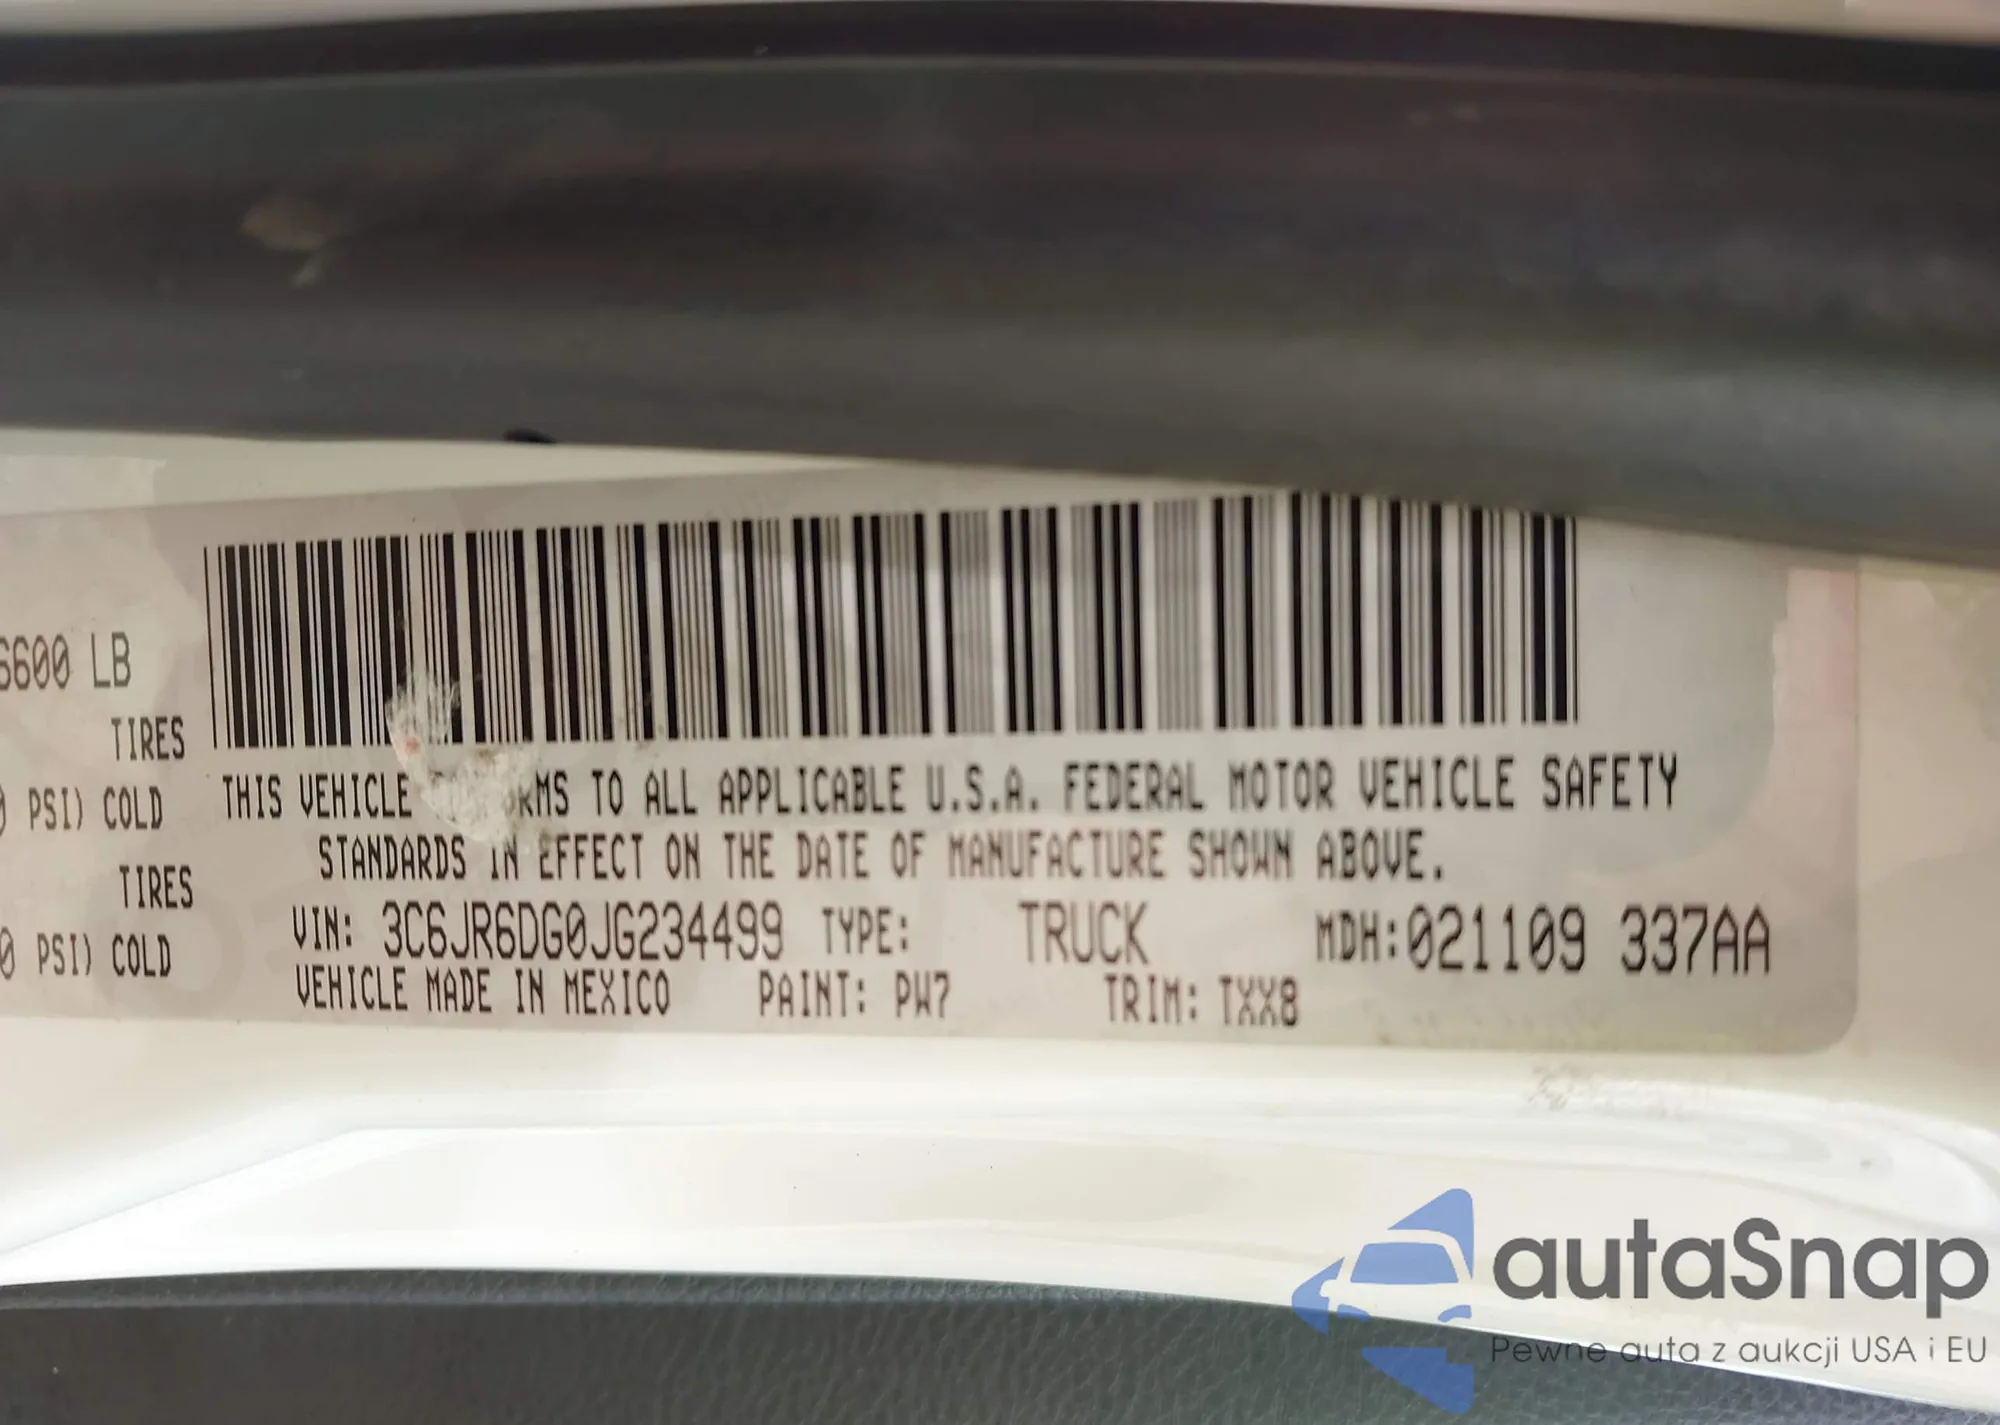 6600 LB
TIRES
PSI) COLD
TIRES
0 PSI) COLD
THIS VEHICLE TO ALL APPLICABLE U.S.A. FEDERAL MOTOR VEHICLE SAFETY
STANDARDS IN EFFECT ON THE DATE OF MANUFACTURE SHOWN ABOVE.
VIN: 3C6JR6DG0JG234499 TYPE: TRUCK MDH:021109 337AA
VEHICLE MADE IN MEXICO PAINT: PW7 TRIM: TXX8
autaSnap
Pewne auta z aukcji USA i EU